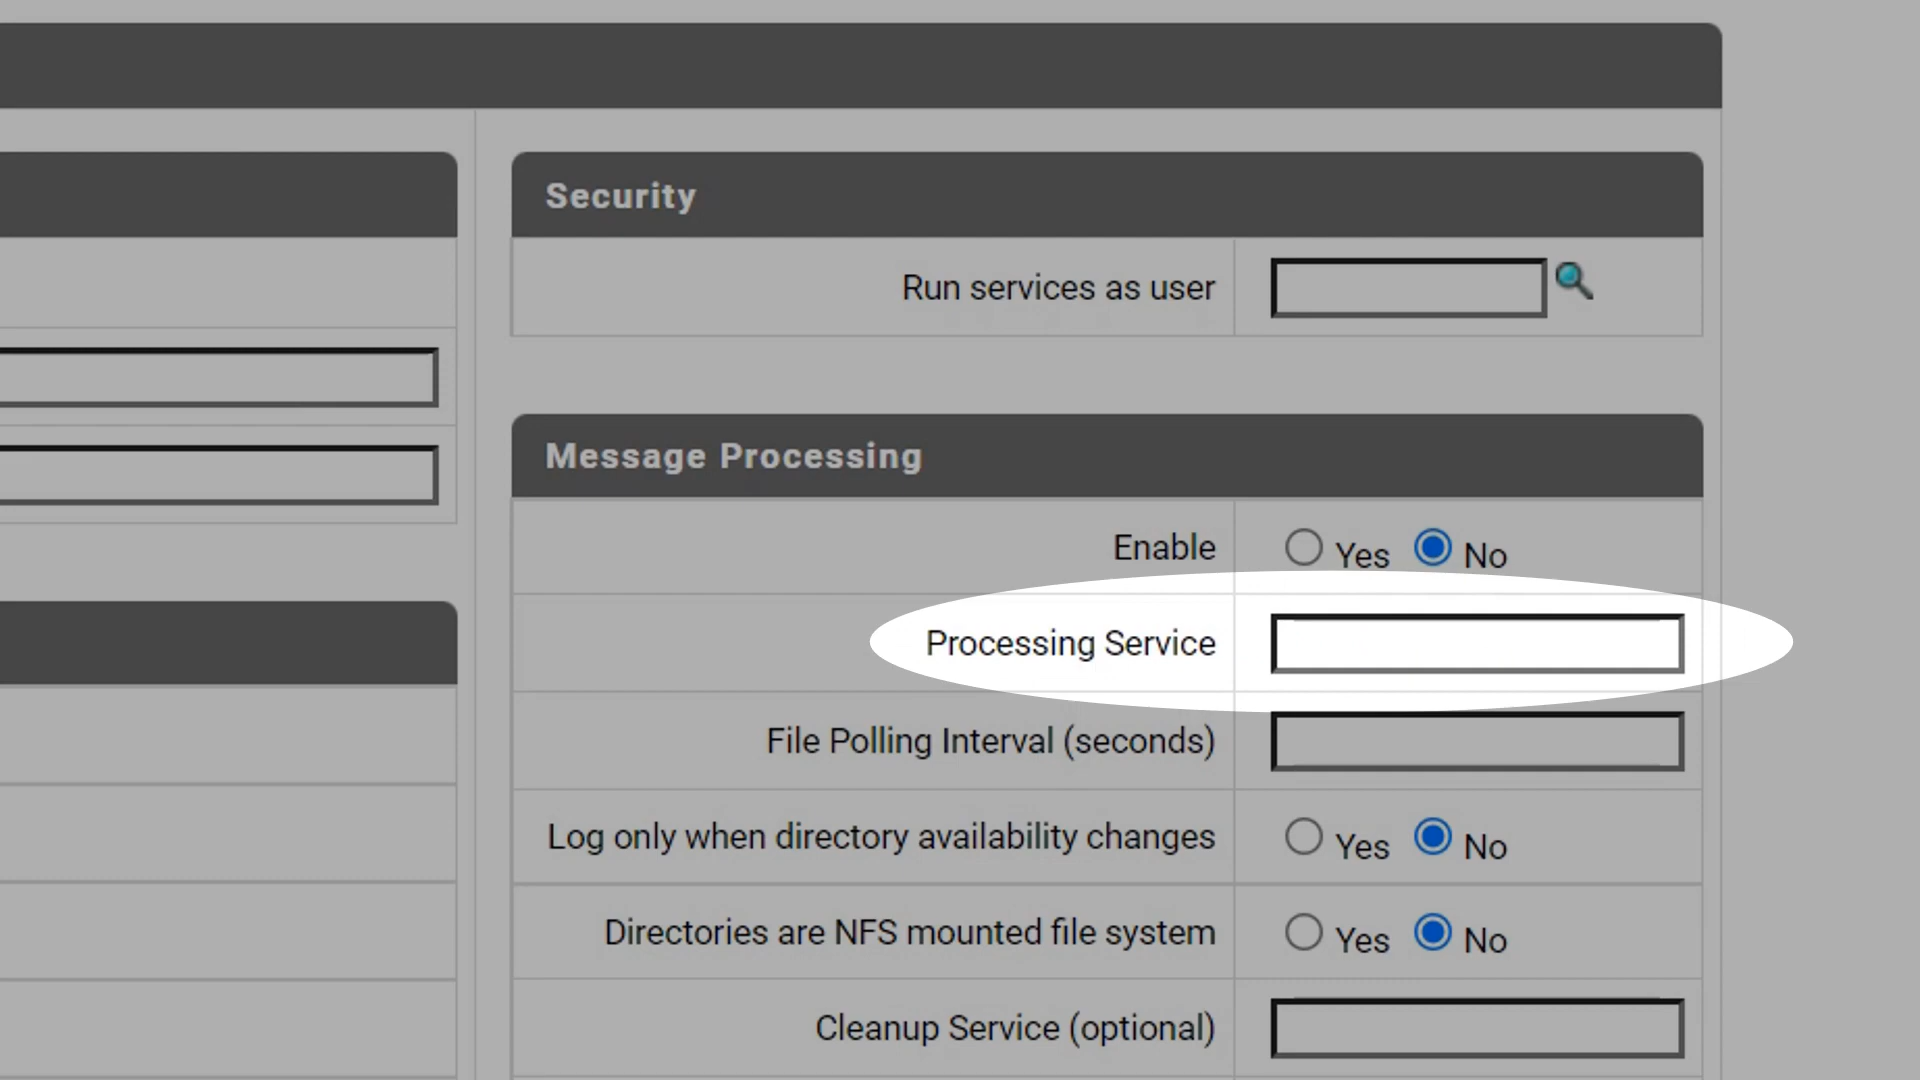 Security
Run services as user
Message Processing
Enable Yes No
Processing Service
File Polling Interval (seconds)
Log only when directory availability changes Yes No
Directories are NFS mounted file system Yes No
Cleanup Service (optional)